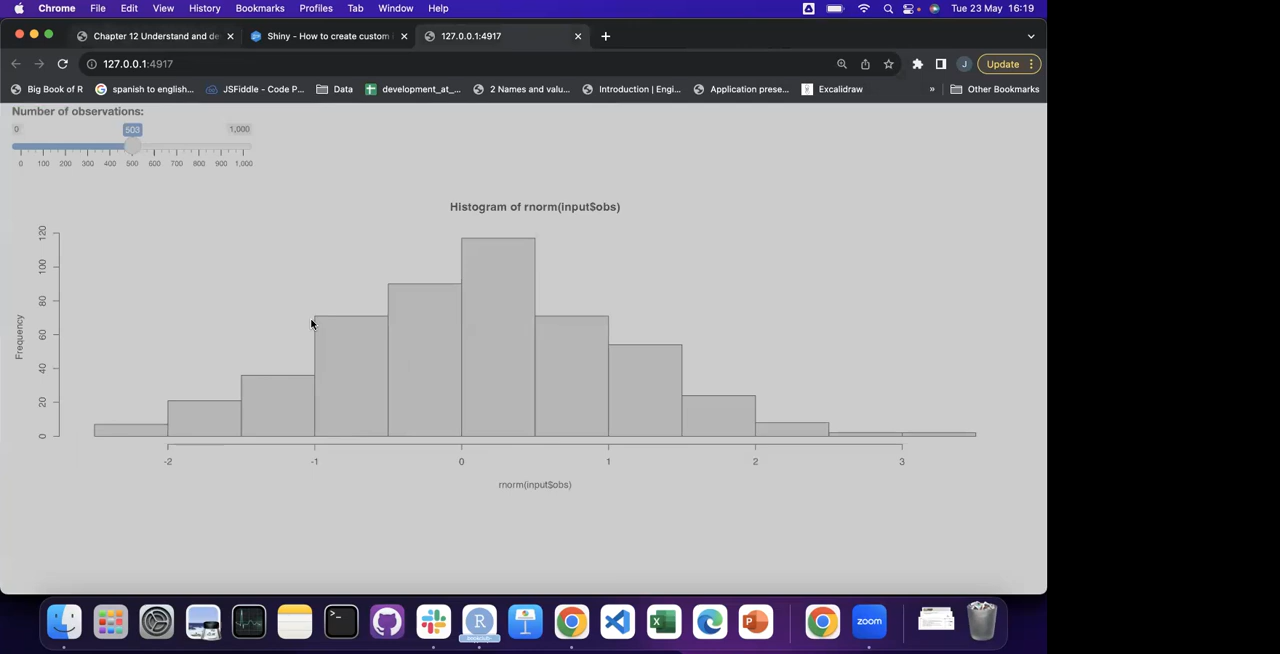 Chrome File Edit View History Bookmarks Profiles Tab Window Help Tue 23 May 16:19
Chapter 12 Understand and de Shiny - How to create custom 127.0.0.1:4917
127.0.0.1:4917 J Update
Big Book of R spanish to english... JSFiddle - Code P... Data development_at_... 2 Names and valu... Introduction | Engi... Application prese... Excalidraw » Other Bookmarks
Number of observations:
0 503 1,000
0 100 200 300 400 500 600 700 800 900 1,000
Histogram of rnorm(input$obs)
120
100
80
60
40
20
0
Frequency
-2 -1 0 1 2 3
rnorm(input$obs)
R X P zoom